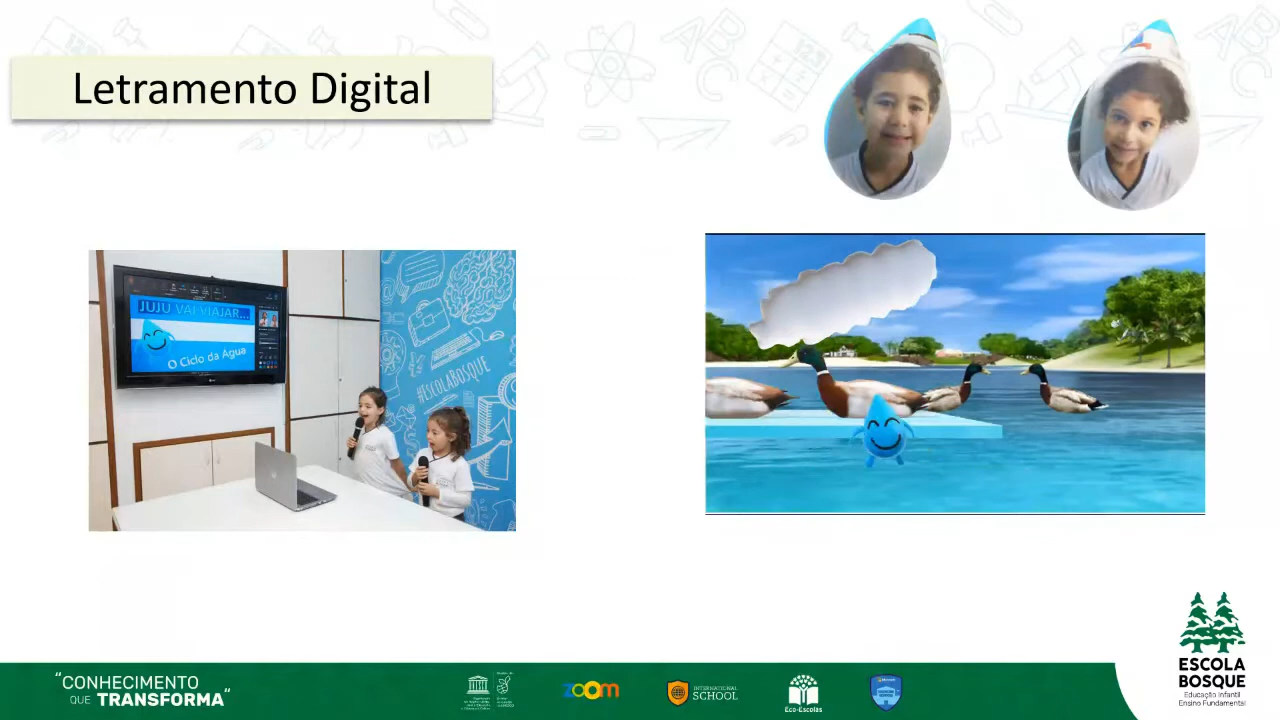 Letramento Digital
JUJU VAI VIAJAR...
O Ciclo da Água
#ESCOLABOSQUE
“CONHECIMENTO
QUE TRANSFORMA“
zoom
INTERNATIONAL
SCHOOL
Eco-Escolas
ESCOLA
BOSQUE
Educação Infantil
Ensino Fundamental